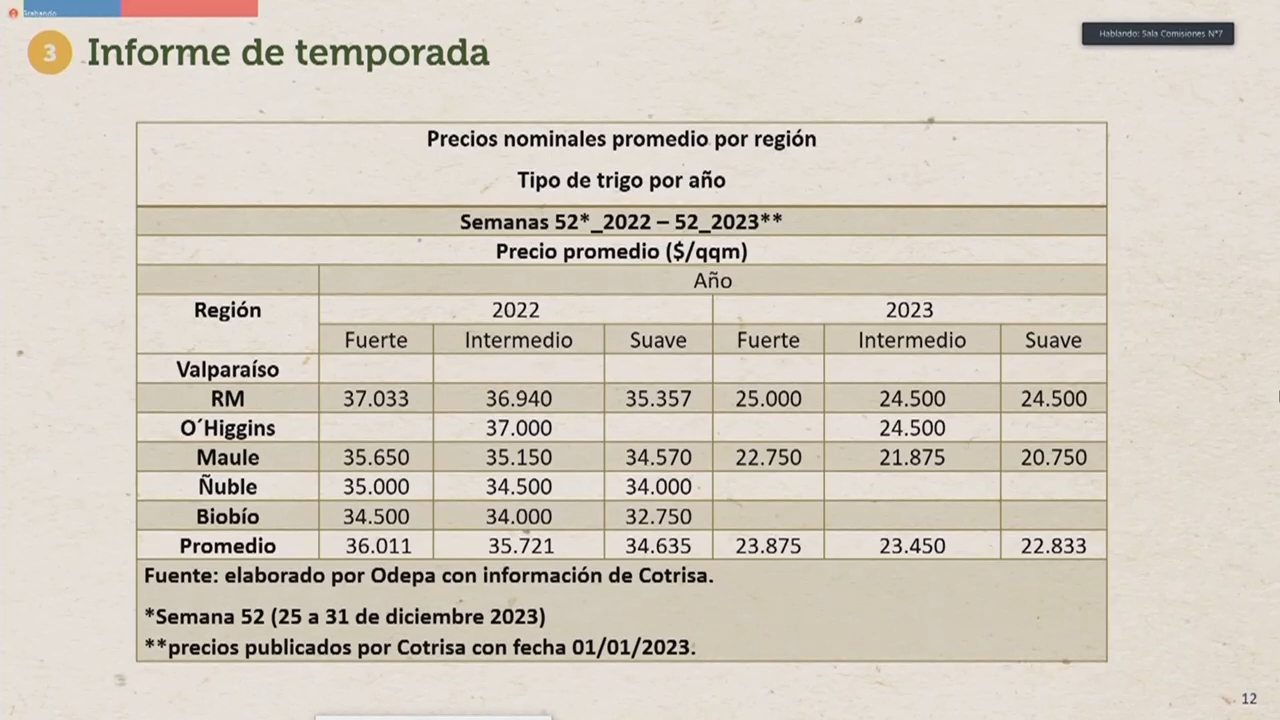 Grabando
3 Informe de temporada
Hablando: Sala Comisiones N°7
Precios nominales promedio por región
Tipo de trigo por año
Semanas 52*_2022 – 52_2023**
Precio promedio ($/qqm)
Año
Región 2022 2023
Fuerte Intermedio Suave Fuerte Intermedio Suave
Valparaíso
RM 37.033 36.940 35.357 25.000 24.500 24.500
O´Higgins 37.000 24.500
Maule 35.650 35.150 34.570 22.750 21.875 20.750
Ñuble 35.000 34.500 34.000
Biobío 34.500 34.000 32.750
Promedio 36.011 35.721 34.635 23.875 23.450 22.833
Fuente: elaborado por Odepa con información de Cotrisa.
*Semana 52 (25 a 31 de diciembre 2023)
**precios publicados por Cotrisa con fecha 01/01/2023.
12